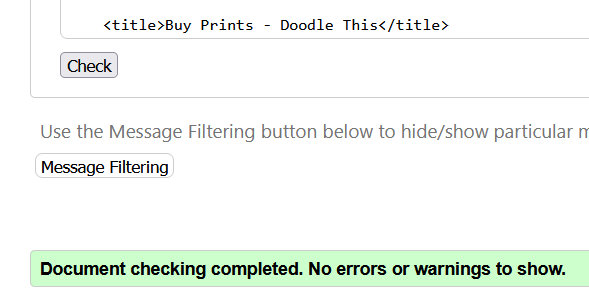 <title>Buy Prints - Doodle This</title>
Check
Use the Message Filtering button below to hide/show particular
Message Filtering
Document checking completed. No errors or warnings to show.